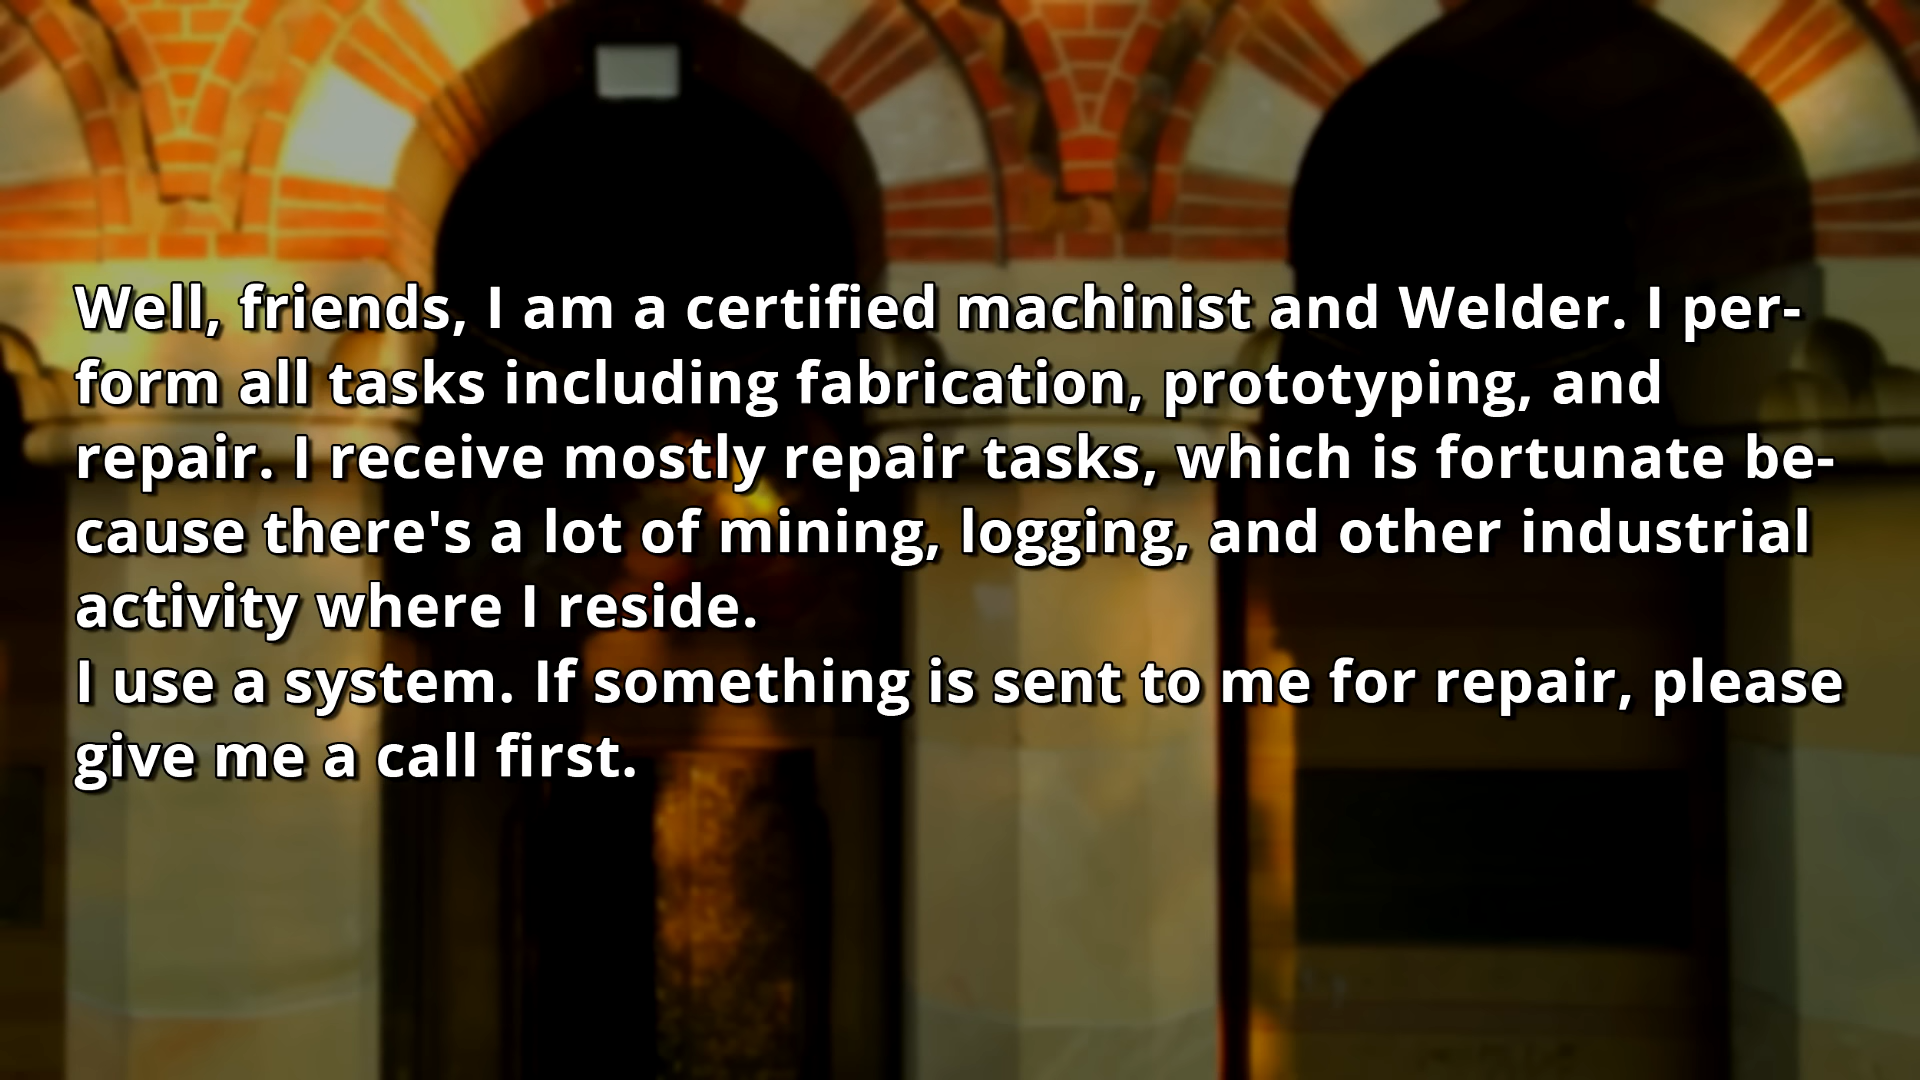 Well, friends, I am a certified machinist and Welder. I per-
form all tasks including fabrication, prototyping, and
repair. I receive mostly repair tasks, which is fortunate be-
cause there's a lot of mining, logging, and other industrial
activity where I reside.
I use a system. If something is sent to me for repair, please
give me a call first.